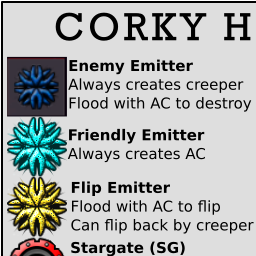 CORKY H
Enemy Emitter
Always creates creeper
Flood with AC to destroy
Friendly Emitter
Always creates AC
Flip Emitter
Flood with AC to flip
Can flip back by creeper
Stargate (SG)